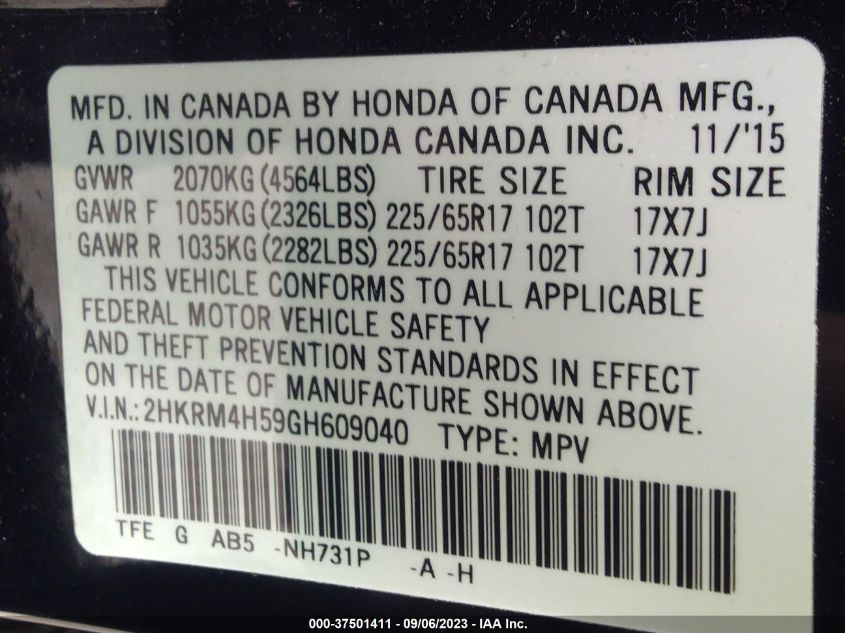 MFD. IN CANADA BY HONDA OF CANADA MFG.,
A DIVISION OF HONDA CANADA INC. 11/'15
GVWR 2070KG (4564LBS) TIRE SIZE RIM SIZE
GAWR F 1055KG (2326LBS) 225/65R17 102T 17X7J
GAWR R 1035KG (2282LBS) 225/65R17 102T 17X7J
THIS VEHICLE CONFORMS TO ALL APPLICABLE
FEDERAL MOTOR VEHICLE SAFETY
AND THEFT PREVENTION STANDARDS IN EFFECT
ON THE DATE OF MANUFACTURE SHOWN ABOVE.
V.I.N.: 2HKRM4H59GH609040 TYPE: MPV
TFE G AB5 -NH731P -A -H
000-37501411 - 09/06/2023 - IAA Inc.